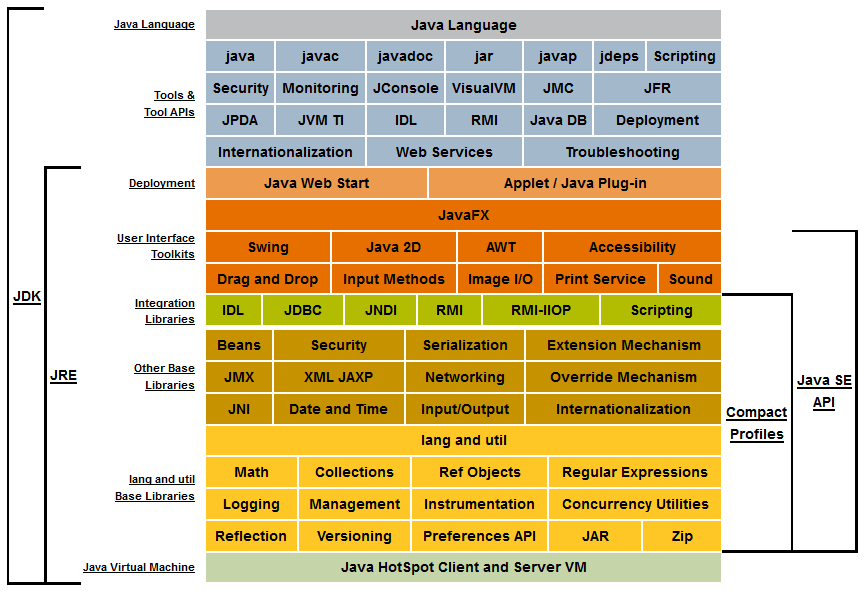 Java Language
Java Language
java javac javadoc jar javap jdeps Scripting
Security Monitoring JConsole VisualVM JMC JFR
Tools &
Tool APIs
JPDA JVM TI IDL RMI Java DB Deployment
Internationalization Web Services Troubleshooting
Deployment
Java Web Start Applet / Java Plug-in
JavaFX
User Interface
Toolkits
Swing Java 2D AWT Accessibility
Drag and Drop Input Methods Image I/O Print Service Sound
Integration
Libraries
IDL JDBC JNDI RMI RMI-IIOP Scripting
JDK
Beans Security Serialization Extension Mechanism
Other Base
Libraries
JMX XML JAXP Networking Override Mechanism
JRE
Java SE
API
JNI Date and Time Input/Output Internationalization
Compact
Profiles
lang and util
Math Collections Ref Objects Regular Expressions
lang and util
Base Libraries
Logging Management Instrumentation Concurrency Utilities
Reflection Versioning Preferences API JAR Zip
Java Virtual Machine
Java HotSpot Client and Server VM